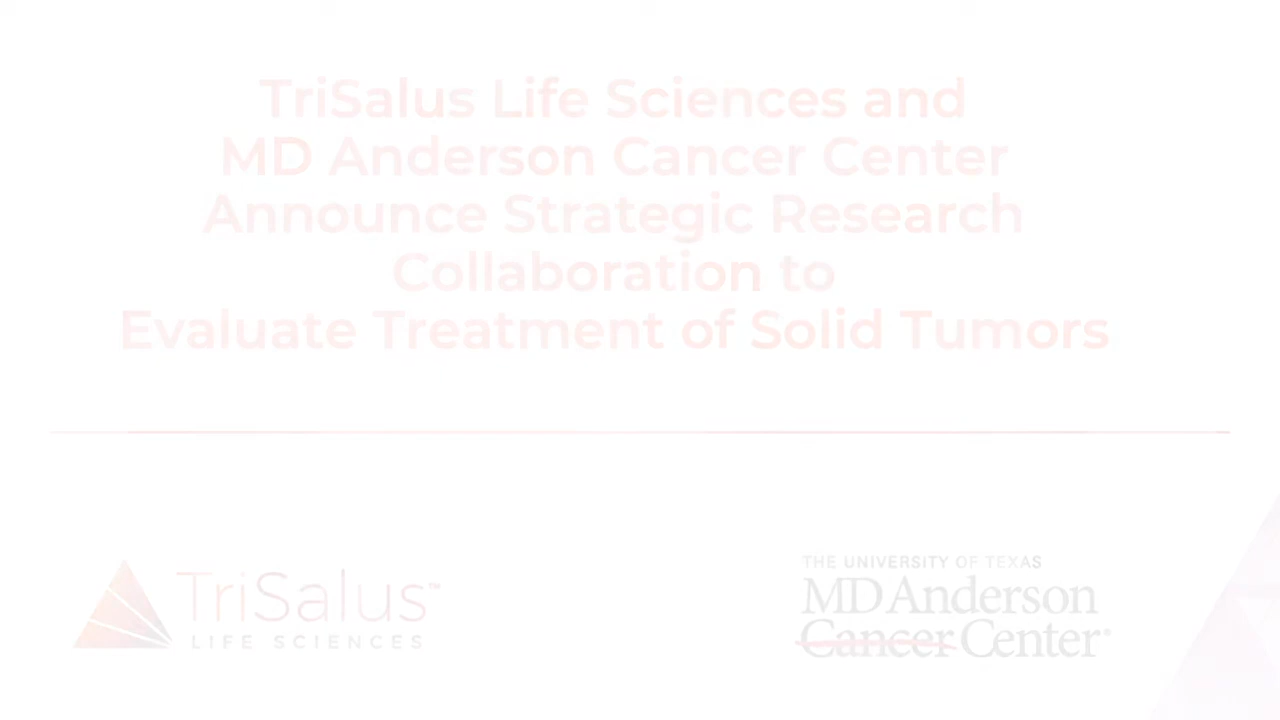 TriSalus Life Sciences and
MD Anderson Cancer Center
Announce Strategic Research
Collaboration to
Evaluate Treatment of Solid Tumors
TriSalus™
LIFE SCIENCES
THE UNIVERSITY OF TEXAS
MD Anderson
Cancer Center®